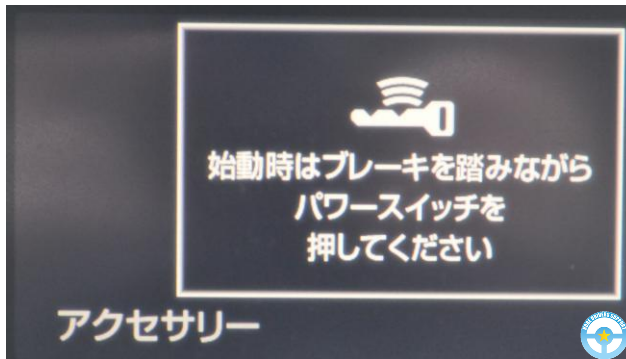 始動時はブレーキを踏みながら
パワースイッチを
押してください
アクセサリー